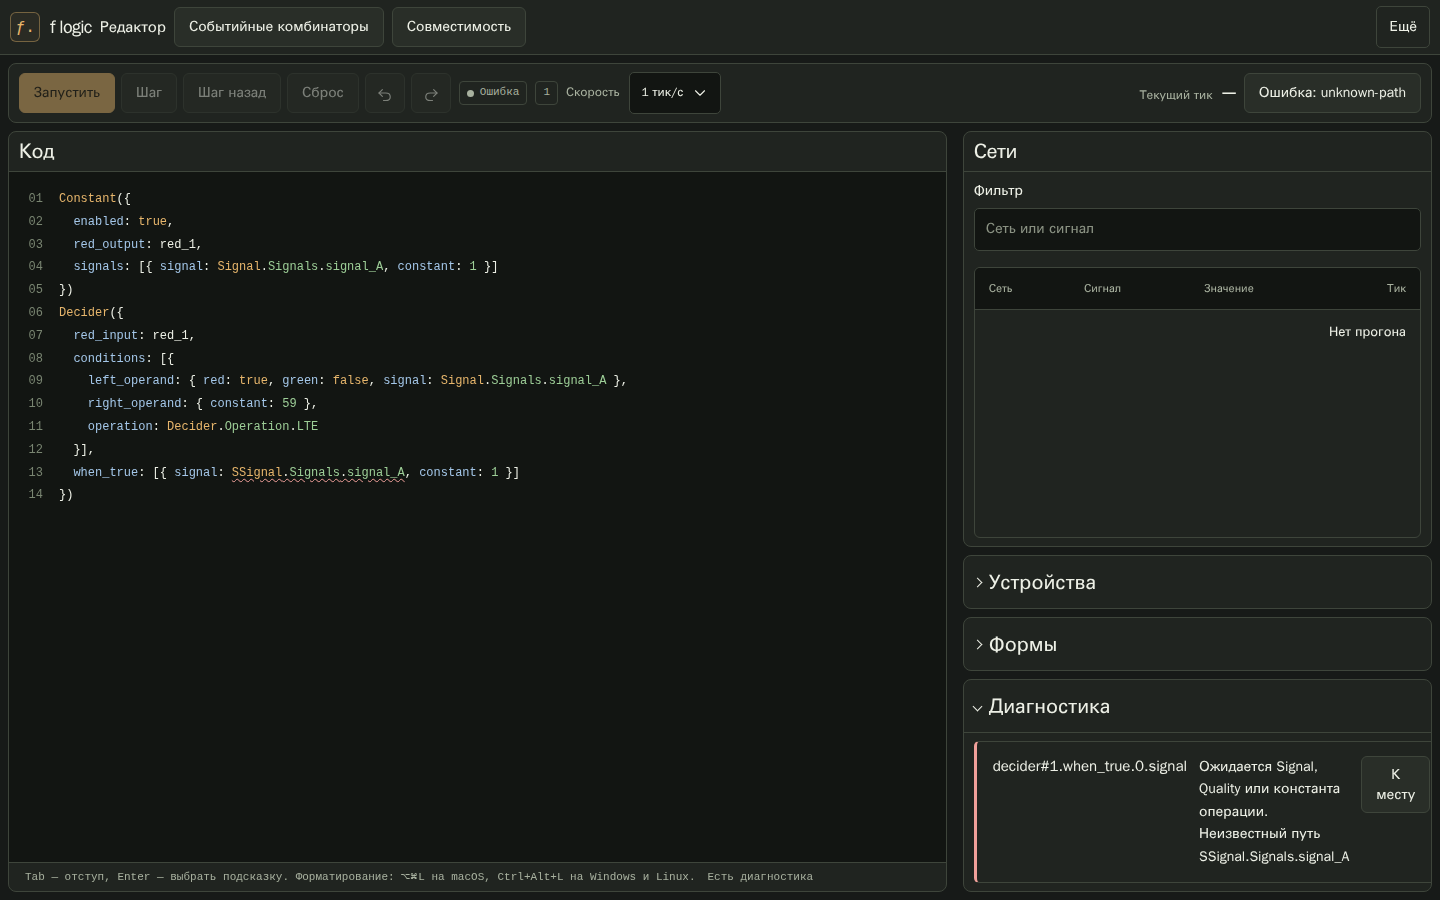 f. f logic Редактор Событийные комбинаторы Совместимость Ещё
Запустить Шаг Шаг назад Сброс Ошибка 1 Скорость 1 тик/с Текущий тик — Ошибка: unknown-path
Код
01 Constant({
02 enabled: true,
03 red_output: red_1,
04 signals: [{ signal: Signal.Signals.signal_A, constant: 1 }]
05 })
06 Decider({
07 red_input: red_1,
08 conditions: [{
09 left_operand: { red: true, green: false, signal: Signal.Signals.signal_A },
10 right_operand: { constant: 59 },
11 operation: Decider.Operation.LTE
12 }],
13 when_true: [{ signal: SSignal.Signals.signal_A, constant: 1 }]
14 })
Tab — отступ, Enter — выбрать подсказку. Форматирование: ⌥⌘L на macOS, Ctrl+Alt+L на Windows и Linux. Есть диагностика
Сети
Фильтр
Сеть или сигнал
Сеть Сигнал Значение Тик
Нет прогона
Устройства
Формы
Диагностика
decider#1.when_true.0.signal
Ожидается Signal,
Quality или константа
операции.
Неизвестный путь
SSignal.Signals.signal_A
К
месту